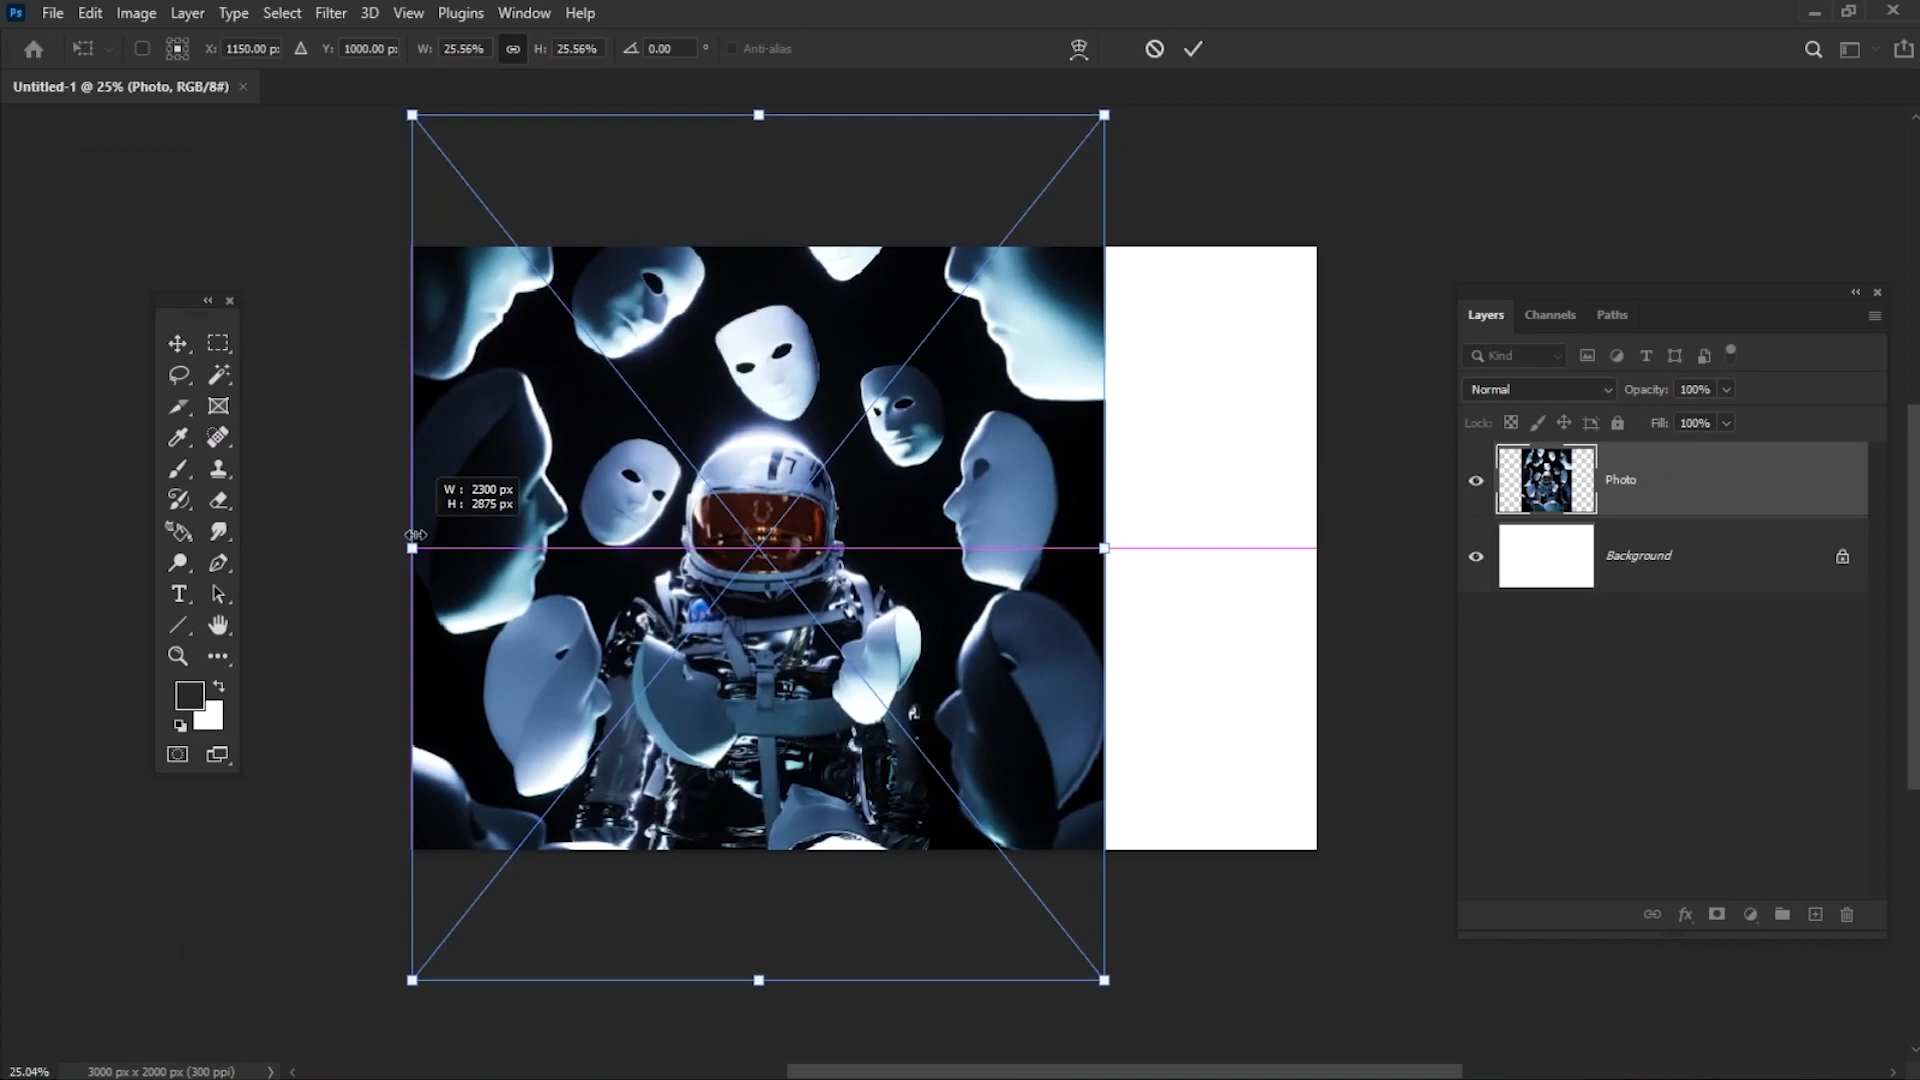 Ps File Edit Image Layer Type Select Filter 3D View Plugins Window Help
X: 1150.00 p: Y: 1000.00 p: W: 25.56% H: 25.56% 0.00 ° Anti-alias
Untitled-1 @ 25% (Photo, RGB/8#)
Layers Channels Paths
Kind
Normal Opacity: 100%
Lock: Fill: 100%
Photo
Background
W : 2300 px
H : 2875 px
25.04% 3000 px x 2000 px (300 ppi)